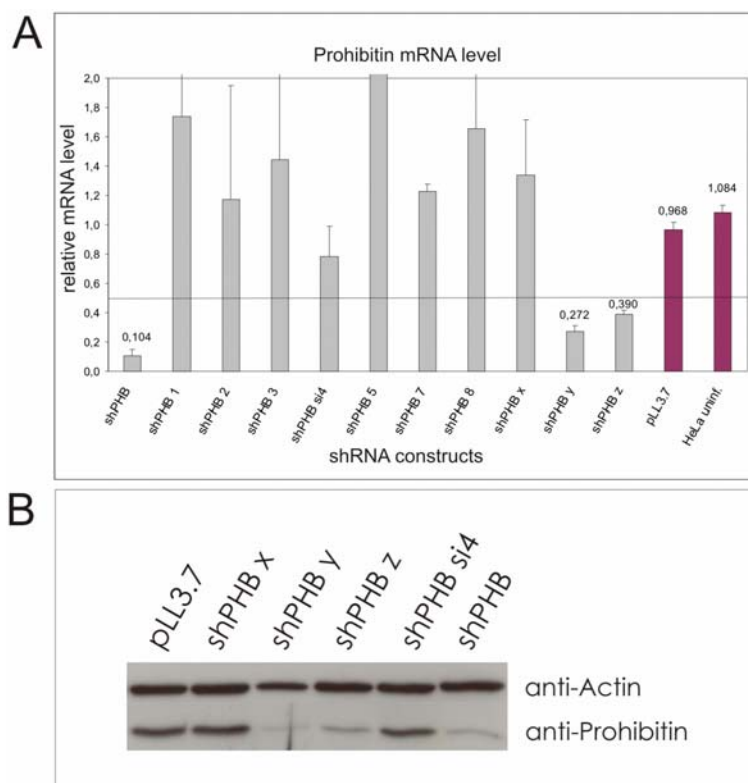 A
Prohibitin mRNA level
relative mRNA level
2,0
1,8
1,6
1,4
1,2
1,0
0,8
0,6
0,4
0,2
0,0
0,104
0,272
0,390
0,968
1,084
shPHB
shPHB 1
shPHB 2
shPHB 3
shPHB si4
shPHB 5
shPHB 7
shPHB 8
shPHB x
shPHB y
shPHB z
pLL3.7
HeLa uninf.
shRNA constructs
B
pLL3.7
shPHB x
shPHB y
shPHB z
shPHB si4
shPHB
anti-Actin
anti-Prohibitin